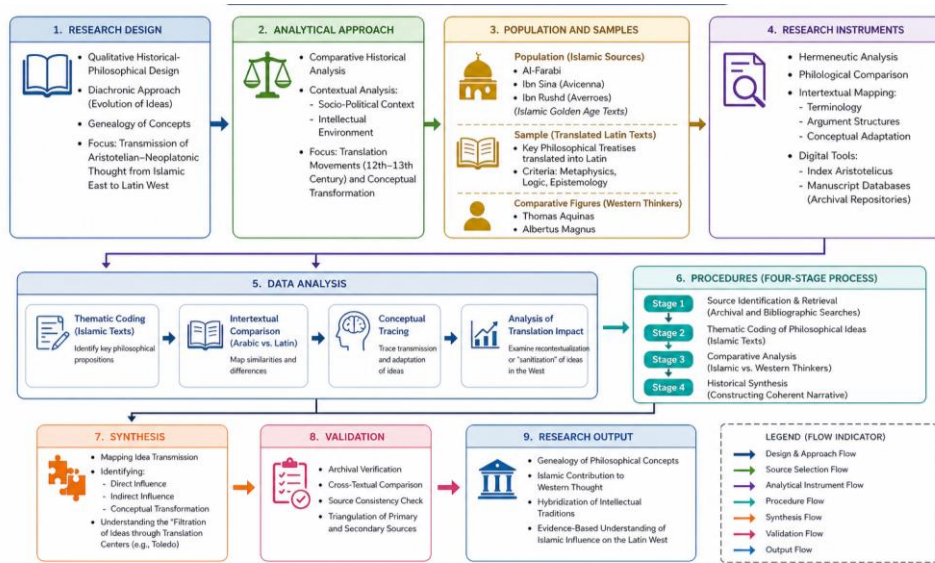 1. RESEARCH DESIGN
• Qualitative Historical-
Philosophical Design
• Diachronic Approach
(Evolution of Ideas)
• Genealogy of Concepts
• Focus: Transmission of
Aristotelian–Neoplatonic
Thought from Islamic
East to Latin West
2. ANALYTICAL APPROACH
• Comparative Historical
Analysis
• Contextual Analysis:
- Socio-Political Context
- Intellectual
Environment
• Focus: Translation
Movements (12th–13th
Century) and Conceptual
Transformation
3. POPULATION AND SAMPLES
Population (Islamic Sources)
• Al-Farabi
• Ibn Sina (Avicenna)
• Ibn Rushd (Averroes)
(Islamic Golden Age Texts)
Sample (Translated Latin Texts)
• Key Philosophical Treatises
translated into Latin
• Criteria: Metaphysics,
Logic, Epistemology
Comparative Figures (Western Thinkers)
• Thomas Aquinas
• Albertus Magnus
4. RESEARCH INSTRUMENTS
• Hermeneutic Analysis
• Philological Comparison
• Intertextual Mapping:
- Terminology
- Argument Structures
- Conceptual Adaptation
• Digital Tools:
- Index Aristotelicus
- Manuscript Databases
(Archival Repositories)
5. DATA ANALYSIS
Thematic Coding
(Islamic Texts)
Identify key philosophical
propositions
Intertextual
Comparison
(Arabic vs. Latin)
Map similarities and
differences
Conceptual
Tracing
Trace transmission
and adaptation
of ideas
Analysis of
Translation Impact
Examine recontextualization
or "sanitization" of ideas
in the West
6. PROCEDURES (FOUR-STAGE PROCESS)
Stage 1
Source Identification & Retrieval
(Archival and Bibliographic Searches)
Stage 2
Thematic Coding of Philosophical Ideas
(Islamic Texts)
Stage 3
Comparative Analysis
(Islamic vs. Western Thinkers)
Stage 4
Historical Synthesis
(Constructing Coherent Narrative)
7. SYNTHESIS
• Mapping Idea Transmission
• Identifying:
- Direct Influence
- Indirect Influence
- Conceptual Transformation
• Understanding the "Filtration
of Ideas through Translation
Centers (e.g., Toledo)
8. VALIDATION
• Archival Verification
• Cross-Textual Comparison
• Source Consistency Check
• Triangulation of Primary
and Secondary Sources
9. RESEARCH OUTPUT
• Genealogy of Philosophical Concepts
• Islamic Contribution to
Western Thought
• Hybridization of Intellectual
Traditions
• Evidence-Based Understanding of
Islamic Influence on the Latin West
LEGEND (FLOW INDICATOR)
Design & Approach Flow
Source Selection Flow
Analytical Instrument Flow
Procedure Flow
Synthesis Flow
Validation Flow
Output Flow